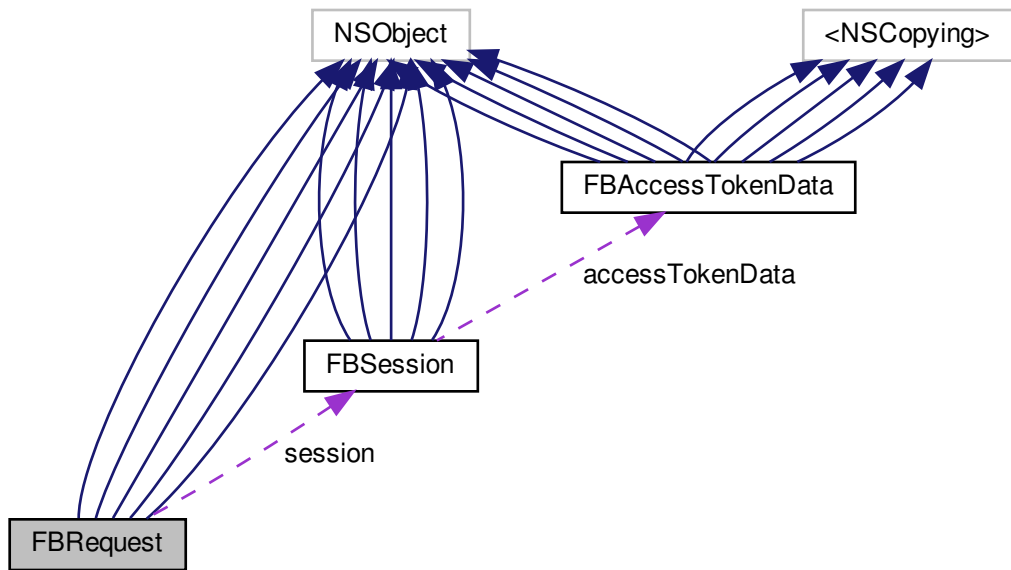 NSObject
<NSCopying>
FBAccessTokenData
accessTokenData
FBSession
session
FBRequest